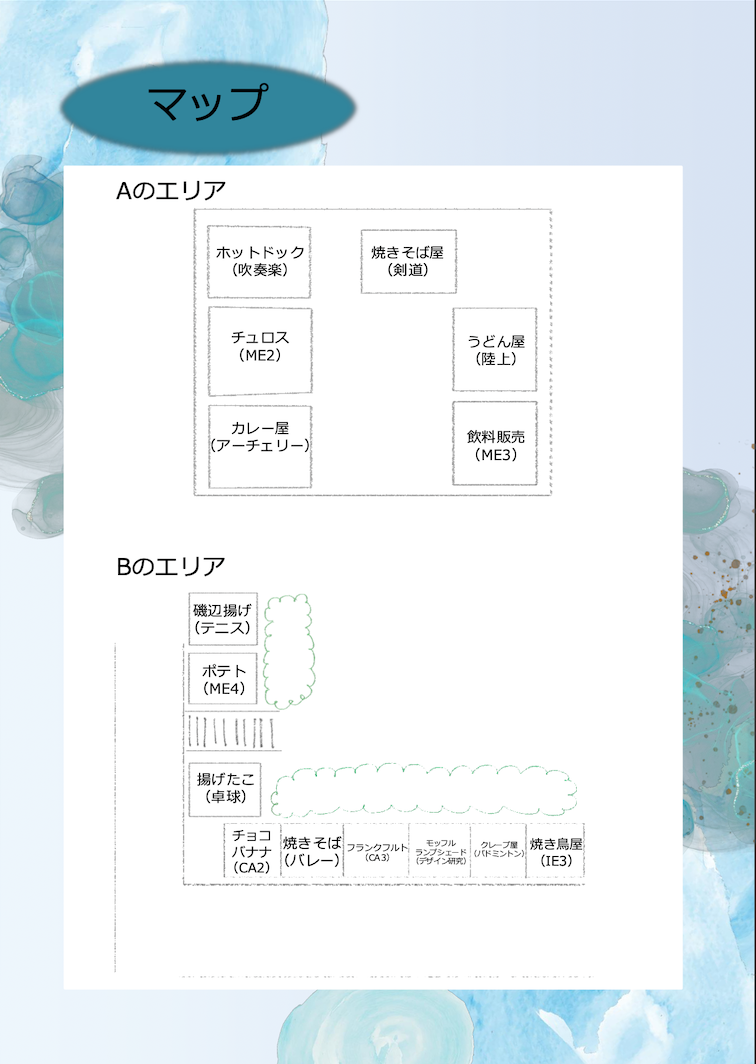 マップ
Aのエリア
ホットドック
（吹奏楽）
焼きそば屋
（剣道）
チュロス
（ME2）
うどん屋
（陸上）
カレー屋
（アーチェリー）
飲料販売
（ME3）
Bのエリア
磯辺揚げ
（テニス）
ポテト
（ME4）
揚げたこ
（卓球）
チョコ
バナナ
（CA2）
焼きそば
（バレー）
フランクフルト
（CA3）
モッフル
ランプシェード
（デザイン研究）
クレープ屋
（バドミントン）
焼き鳥屋
（IE3）